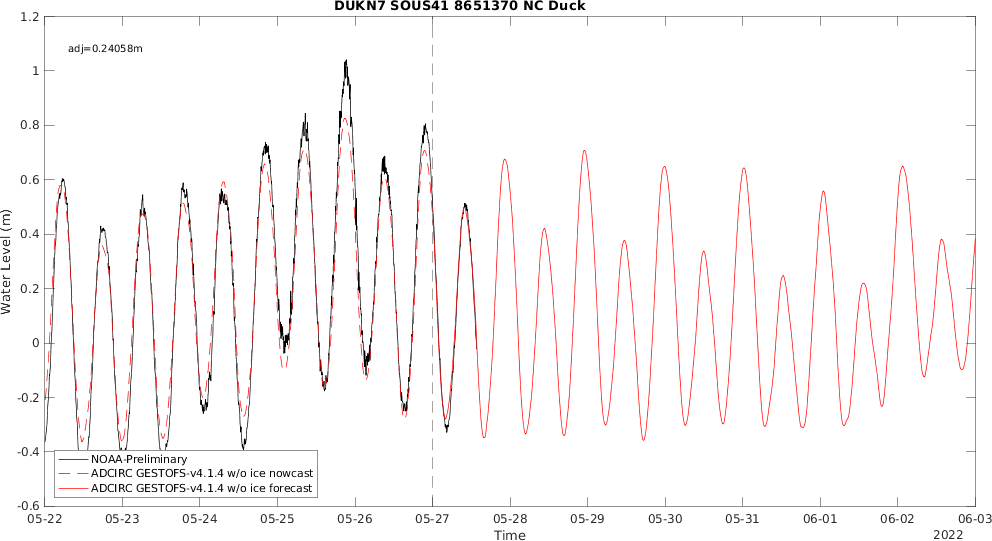 DUKN7 SOUS41 8651370 NC Duck
adj=0.24058m
1.2
1
0.8
0.6
0.4
0.2
0
-0.2
-0.4
-0.6
Water Level (m)
NOAA-Preliminary
ADCIRC GESTOFS-v4.1.4 w/o ice nowcast
ADCIRC GESTOFS-v4.1.4 w/o ice forecast
05-22 05-23 05-24 05-25 05-26 05-27 05-28 05-29 05-30 05-31 06-01 06-02 06-03
Time
2022